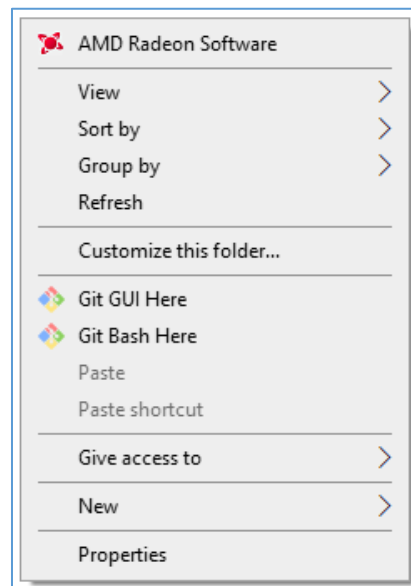 AMD Radeon Software
View
Sort by
Group by
Refresh
Customize this folder...
Git GUI Here
Git Bash Here
Paste
Paste shortcut
Give access to
New
Properties